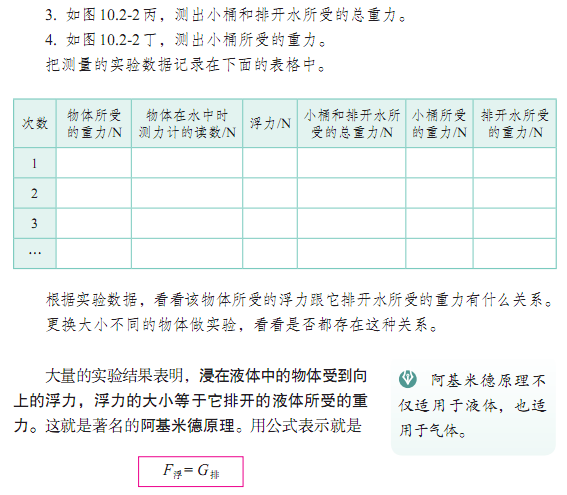 3. 如图10.2-2丙，测出小桶和排开水所受的总重力。
4. 如图10.2-2丁，测出小桶所受的重力。
把测量的实验数据记录在下面的表格中。
次数
物体所受
的重力/N
物体在水中时
测力计的读数/N
浮力/N
小桶和排开水所
受的总重力/N
小桶所受
的重力/N
排开水所受
的重力/N
1
2
3
…
根据实验数据，看看该物体所受的浮力跟它排开水所受的重力有什么关系。
更换大小不同的物体做实验，看看是否都存在这种关系。
大量的实验结果表明，浸在液体中的物体受到向
上的浮力，浮力的大小等于它排开的液体所受的重
力。这就是著名的阿基米德原理。用公式表示就是
F浮= G排
阿基米德原理不
仅适用于液体，也适
用于气体。